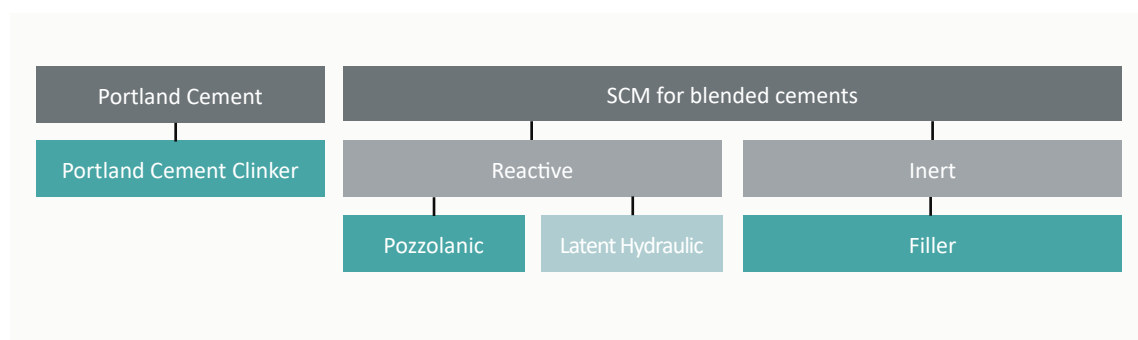 Portland Cement
SCM for blended cements
Portland Cement Clinker
Reactive
Inert
Pozzolanic
Latent Hydraulic
Filler